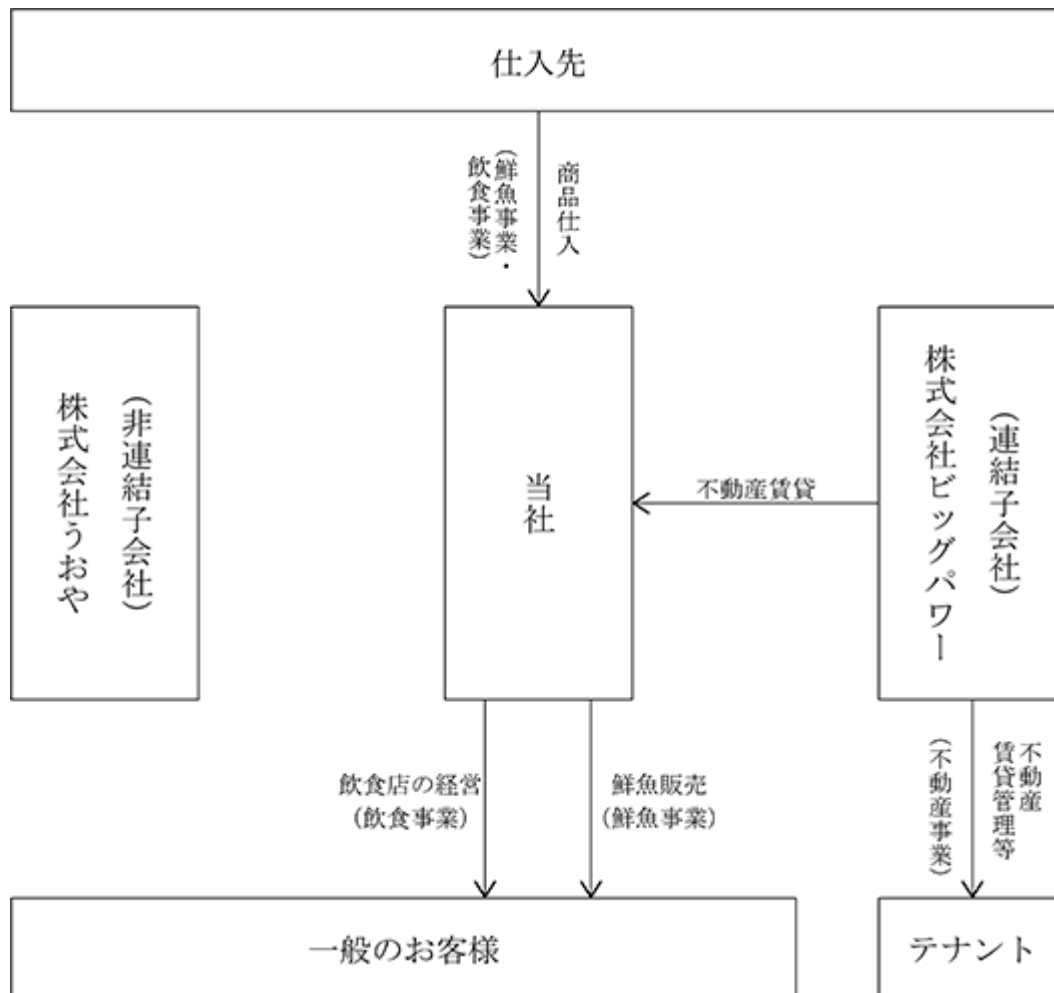 仕入先
商品仕入
(鮮魚事業・
飲食事業)
(非連結子会社)
株式会社うおや
当社
不動産賃貸
(連結子会社)
株式会社ビッグパワー
飲食店の経営
(飲食事業)
鮮魚販売
(鮮魚事業)
不動産
賃貸管理等
(不動産事業)
一般のお客様
テナント